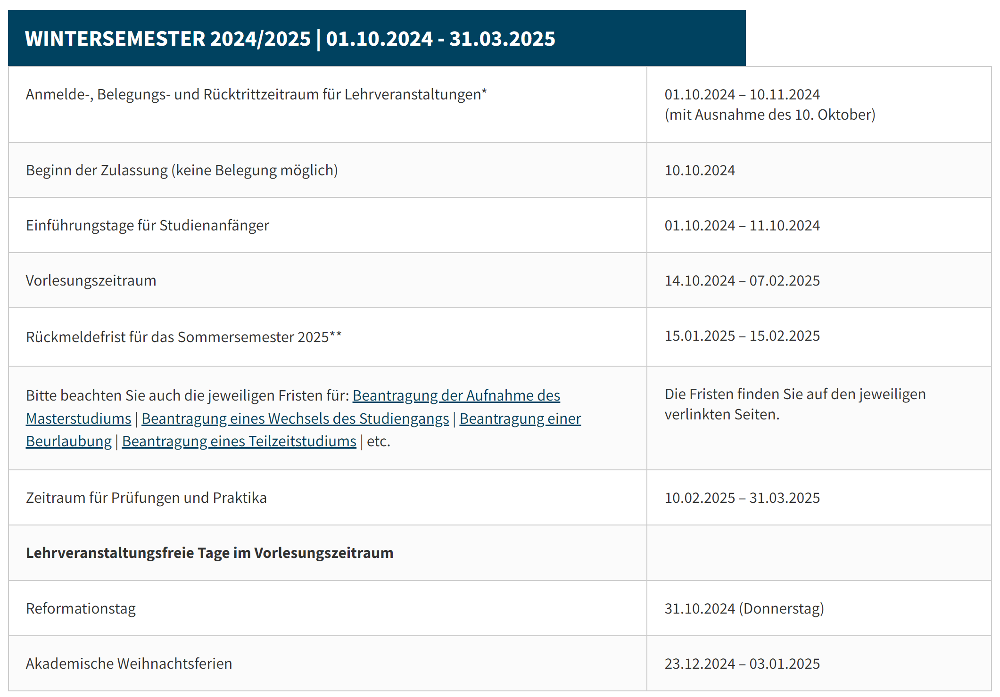 WINTERSEMESTER 2024/2025 | 01.10.2024 - 31.03.2025
Anmelde-, Belegungs- und Rücktrittzeitraum für Lehrveranstaltungen*
01.10.2024 – 10.11.2024
(mit Ausnahme des 10. Oktober)
Beginn der Zulassung (keine Belegung möglich)
10.10.2024
Einführungstage für Studienanfänger
01.10.2024 – 11.10.2024
Vorlesungszeitraum
14.10.2024 – 07.02.2025
Rückmeldefrist für das Sommersemester 2025**
15.01.2025 – 15.02.2025
Bitte beachten Sie auch die jeweiligen Fristen für: Beantragung der Aufnahme des
Masterstudiums | Beantragung eines Wechsels des Studiengangs | Beantragung einer
Beurlaubung | Beantragung eines Teilzeitstudiums | etc.
Die Fristen finden Sie auf den jeweiligen
verlinkten Seiten.
Zeitraum für Prüfungen und Praktika
10.02.2025 – 31.03.2025
Lehrveranstaltungsfreie Tage im Vorlesungszeitraum
Reformationstag
31.10.2024 (Donnerstag)
Akademische Weihnachtsferien
23.12.2024 – 03.01.2025